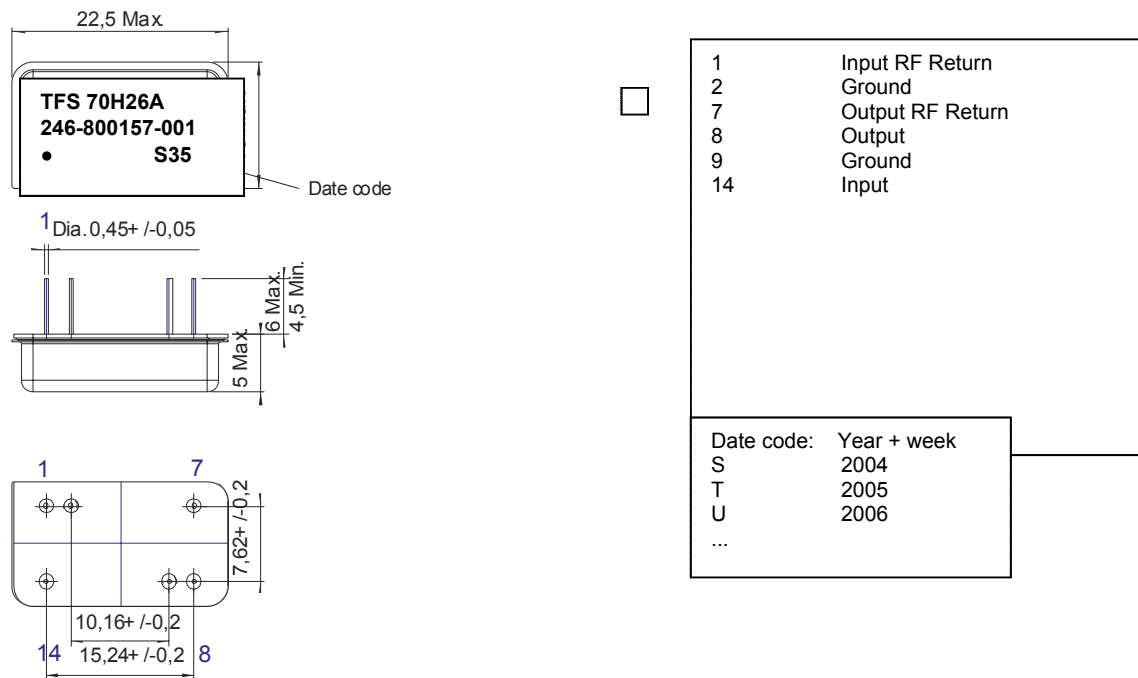 22,5 Max.
TFS 70H26A
246-800157-001
● S35
Date code
1
Dia.0,45+ /-0,05
6 Max.
4,5 Min.
5 Max.
1 7
7,62+ /-0,2
10,16+ /-0,2
14 15,24+ /-0,2 8
1 Input RF Return
2 Ground
7 Output RF Return
8 Output
9 Ground
14 Input
Date code: Year + week
S 2004
T 2005
U 2006
...